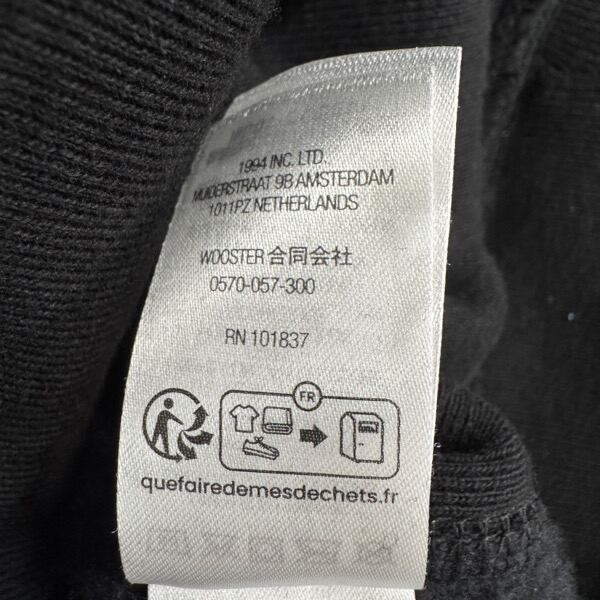 1994 INC. LTD.
MUIDERSTRAAT 9B AMSTERDAM
1011PZ NETHERLANDS
WOOSTER 合同会社
0570-057-300
RN 101837
FR
quefairedemesdechets.fr